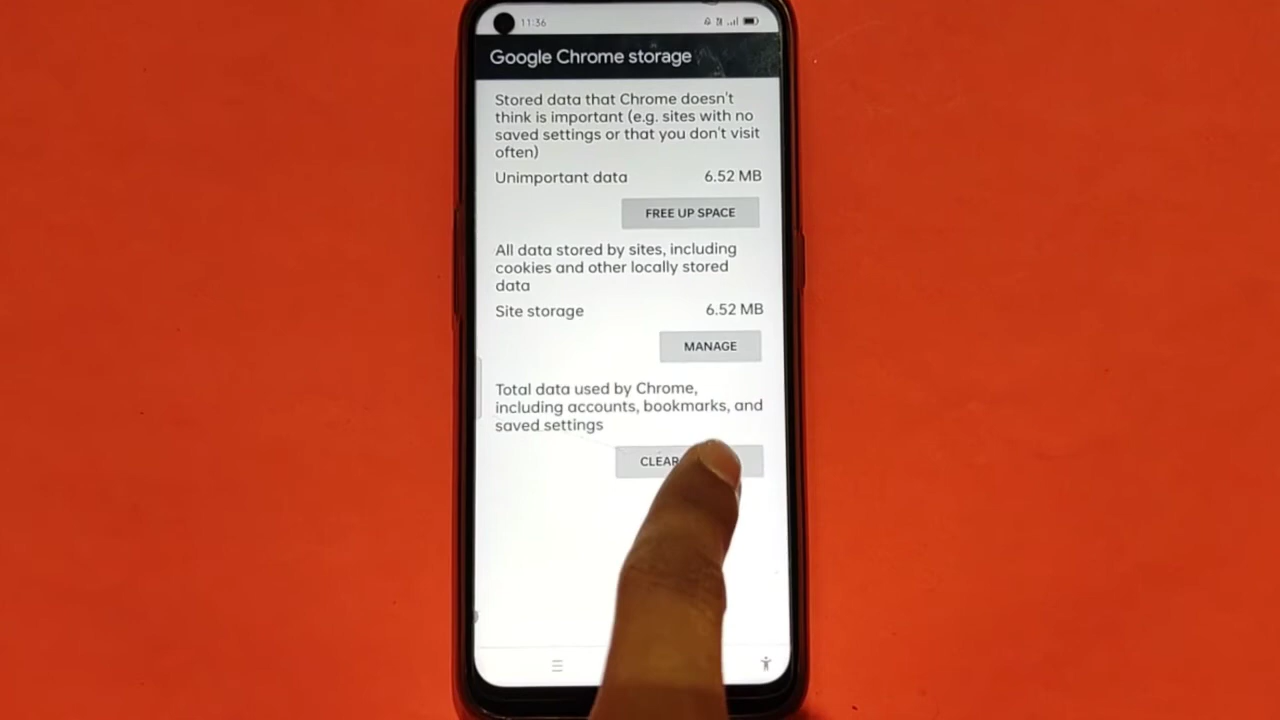 11:36
Google Chrome storage
Stored data that Chrome doesn't
think is important (e.g. sites with no
saved settings or that you don't visit
often)
Unimportant data 6.52 MB
FREE UP SPACE
All data stored by sites, including
cookies and other locally stored
data
Site storage 6.52 MB
MANAGE
Total data used by Chrome,
including accounts, bookmarks, and
saved settings
CLEAR